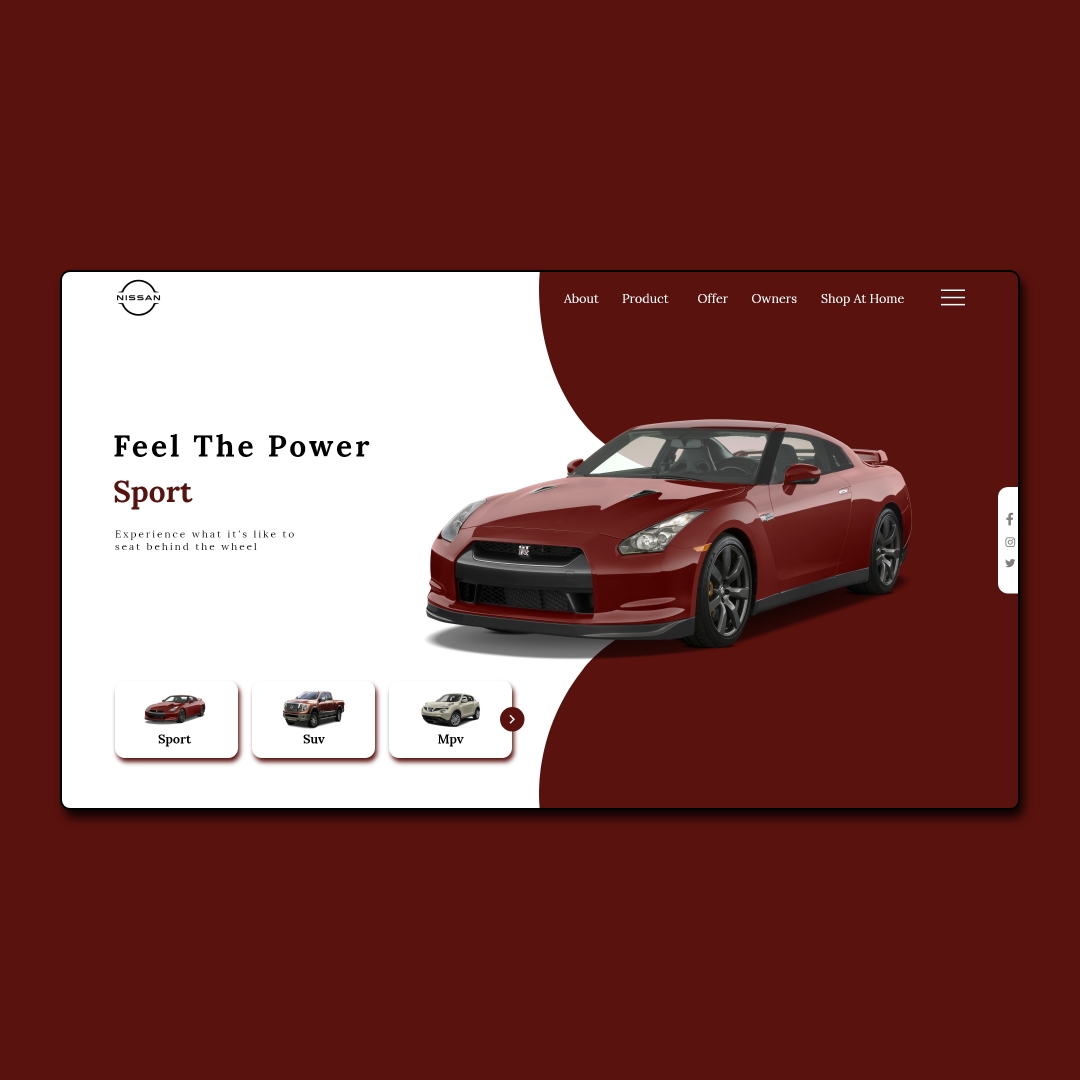 NISSAN
About Product Offer Owners Shop At Home
Feel The Power
Sport
Experience what it's like to
seat behind the wheel
Sport Suv Mpv